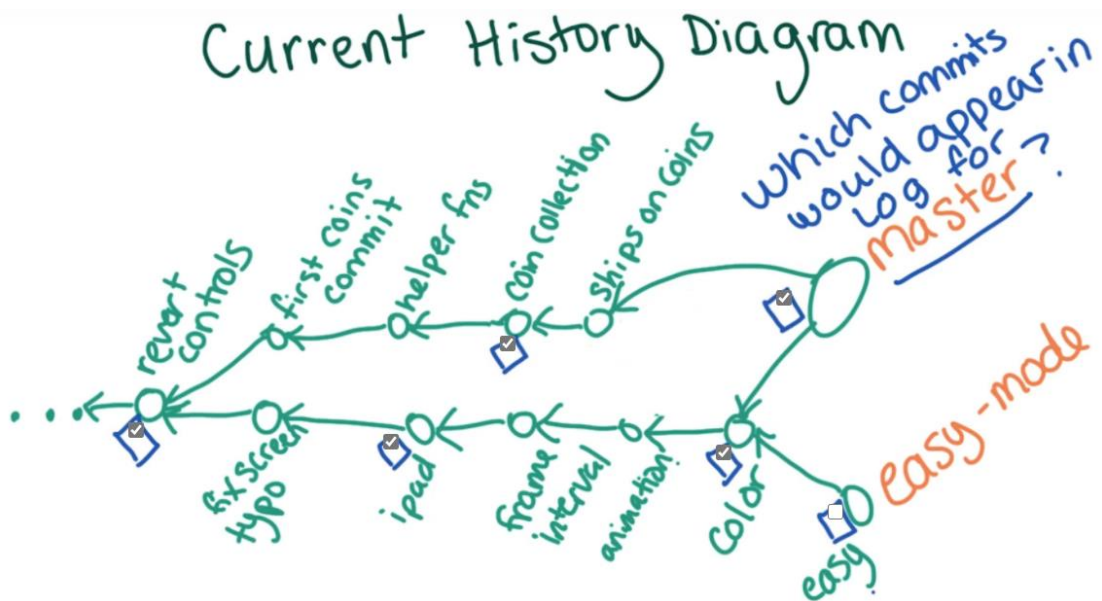 Current History Diagram
which commits
would appear in
log for
master?
revert
controls
first coins
commit
helper fns
coin collection
ships on coins
fix screen
typo
ipad
frame
interval
animation
color
easy
easy-mode